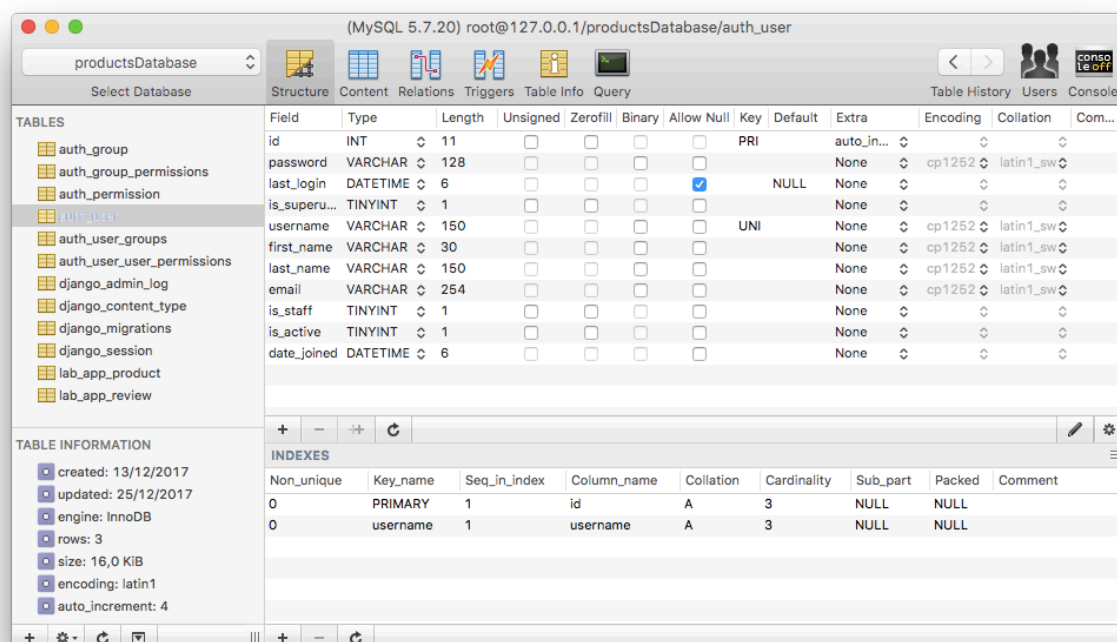 (MySQL 5.7.20) root@127.0.0.1/productsDatabase/auth_user
productsDatabase
Select Database
Structure Content Relations Triggers Table Info Query
Table History Users Console
conso
le off
TABLES
auth_group
auth_group_permissions
auth_permission
auth_user
auth_user_groups
auth_user_user_permissions
django_admin_log
django_content_type
django_migrations
django_session
lab_app_product
lab_app_review
TABLE INFORMATION
created: 13/12/2017
updated: 25/12/2017
engine: InnoDB
rows: 3
size: 16,0 KiB
encoding: latin1
auto_increment: 4
Field Type Length Unsigned Zerofill Binary Allow Null Key Default Extra Encoding Collation Com...
id INT 11 PRI auto_in...
password VARCHAR 128 None cp1252 latin1_sw
last_login DATETIME 6 NULL None
is_superu... TINYINT 1 None
username VARCHAR 150 UNI None cp1252 latin1_sw
first_name VARCHAR 30 None cp1252 latin1_sw
last_name VARCHAR 150 None cp1252 latin1_sw
email VARCHAR 254 None cp1252 latin1_sw
is_staff TINYINT 1 None
is_active TINYINT 1 None
date_joined DATETIME 6 None
INDEXES
Non_unique Key_name Seq_in_index Column_name Collation Cardinality Sub_part Packed Comment
0 PRIMARY 1 id A 3 NULL NULL
0 username 1 username A 3 NULL NULL